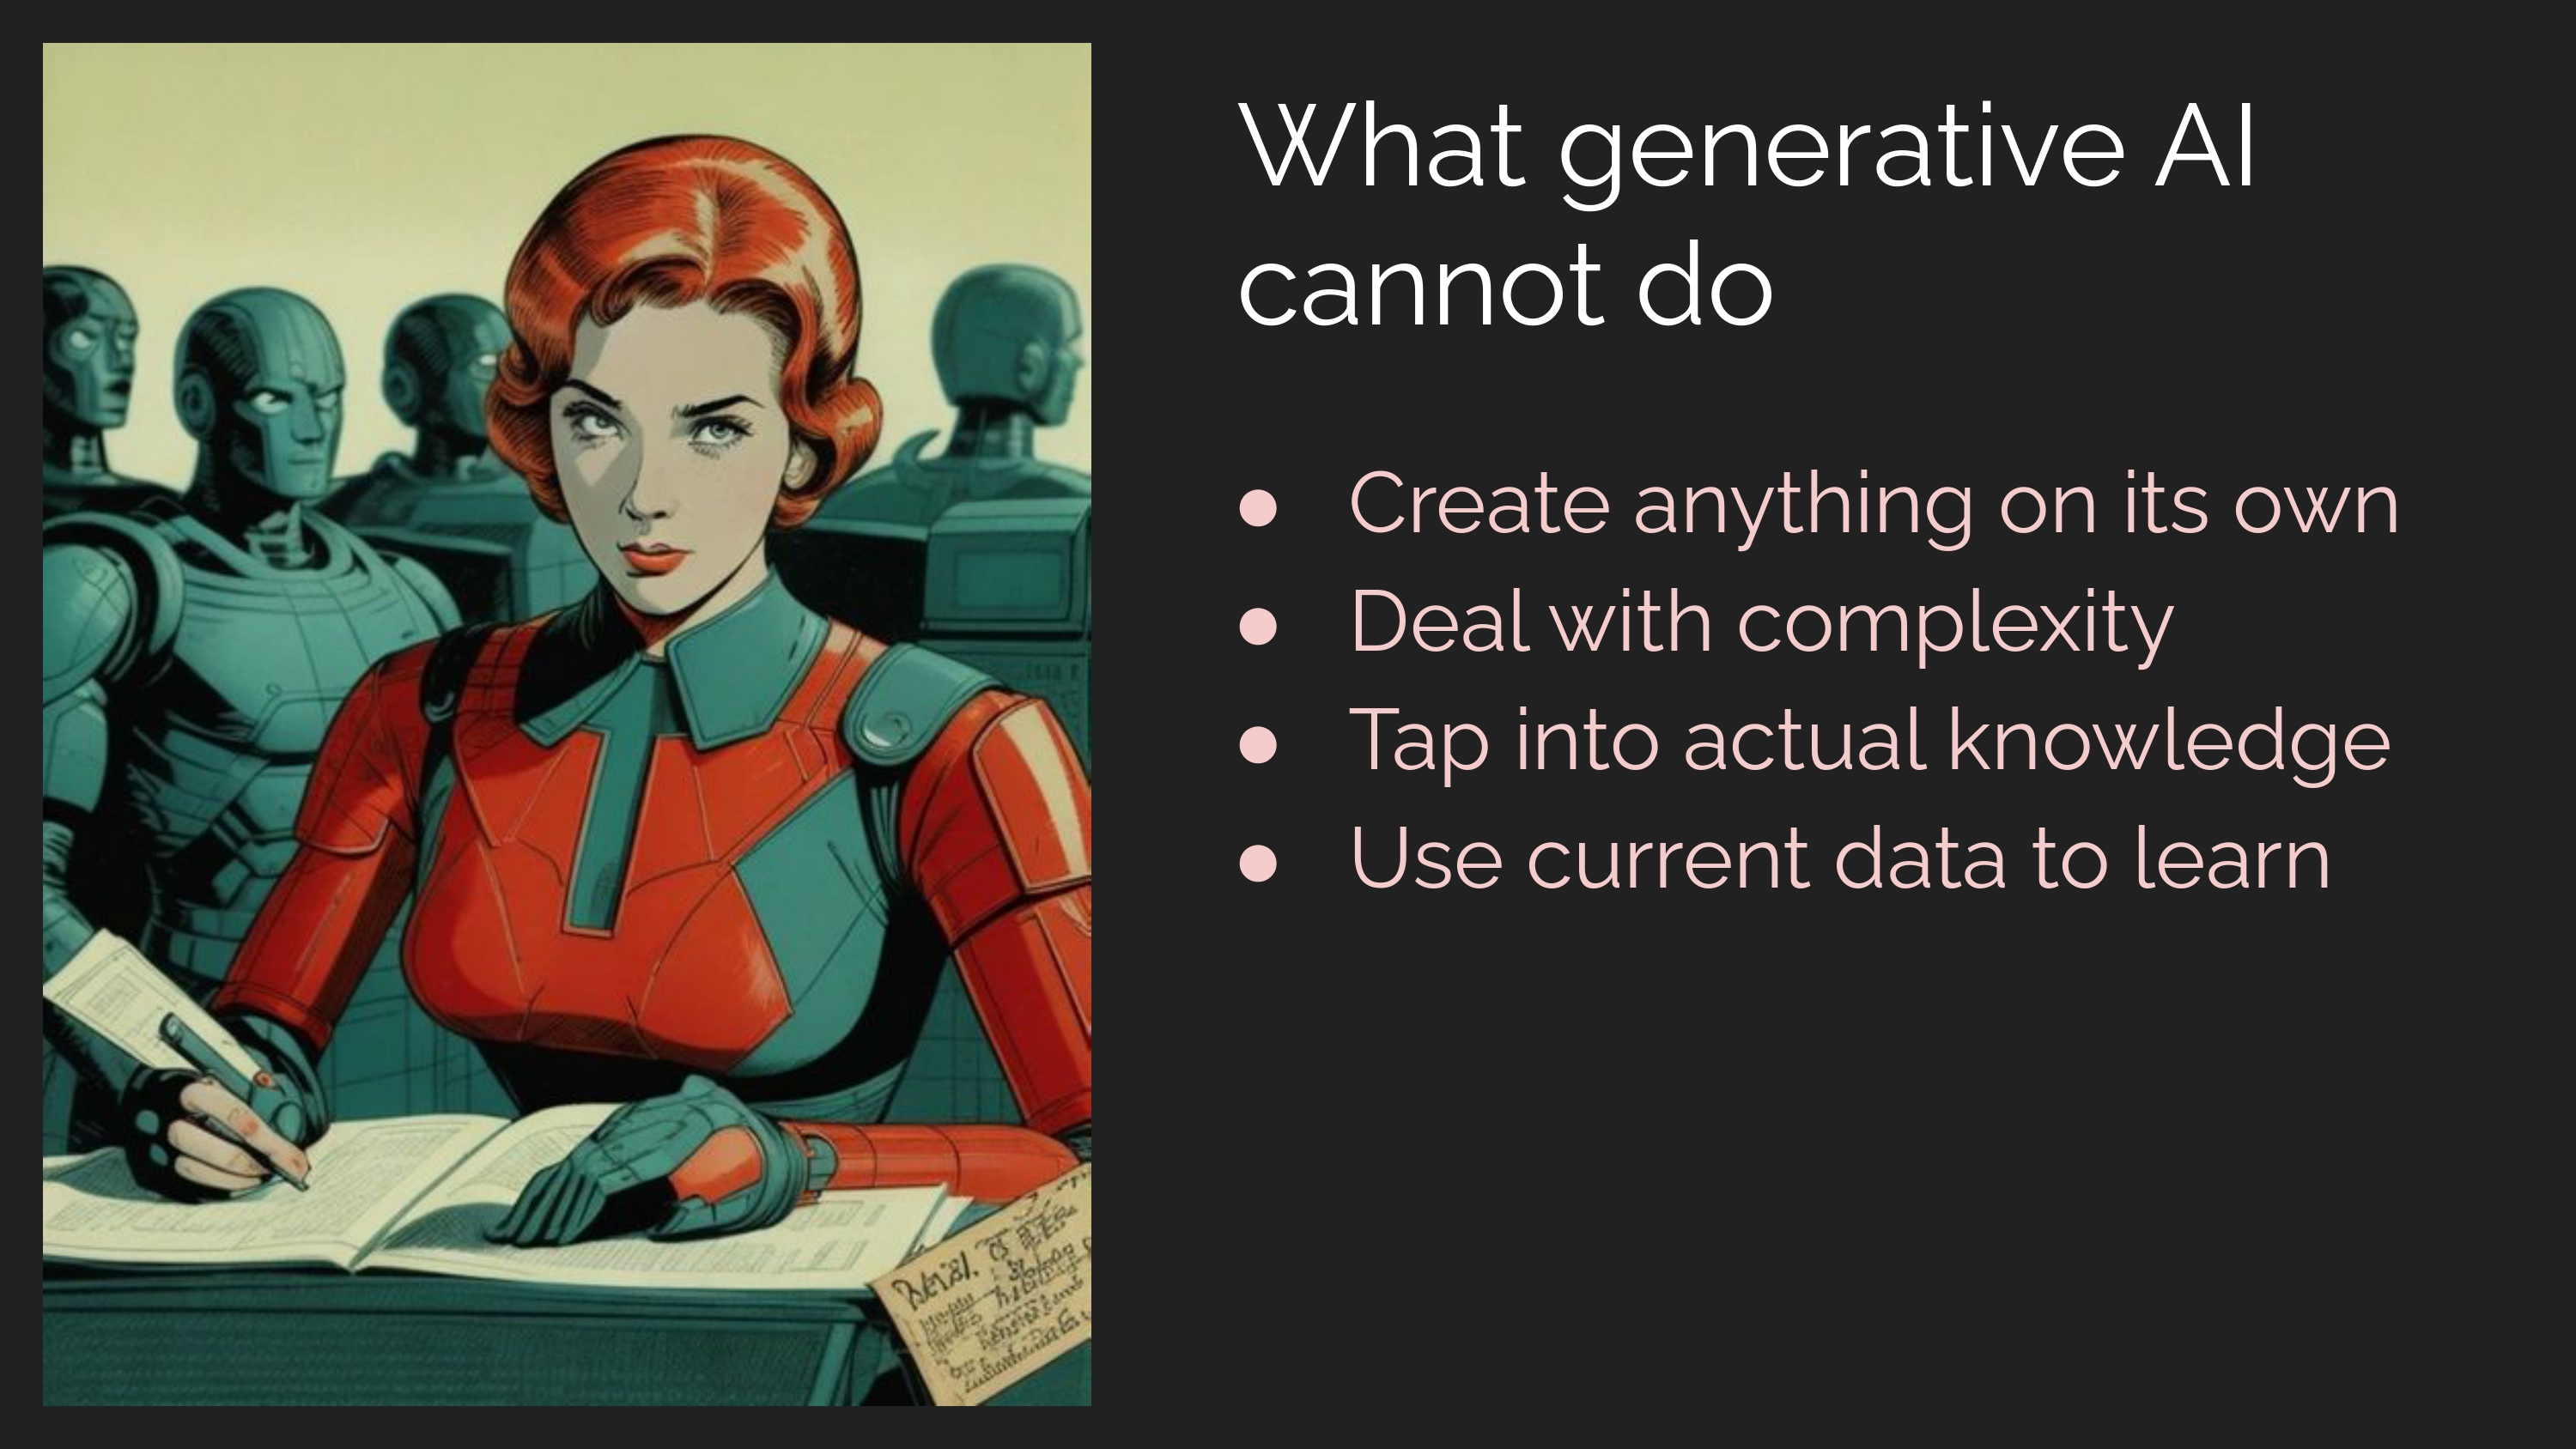 What generative AI
cannot do
● Create anything on its own
● Deal with complexity
● Tap into actual knowledge
● Use current data to learn